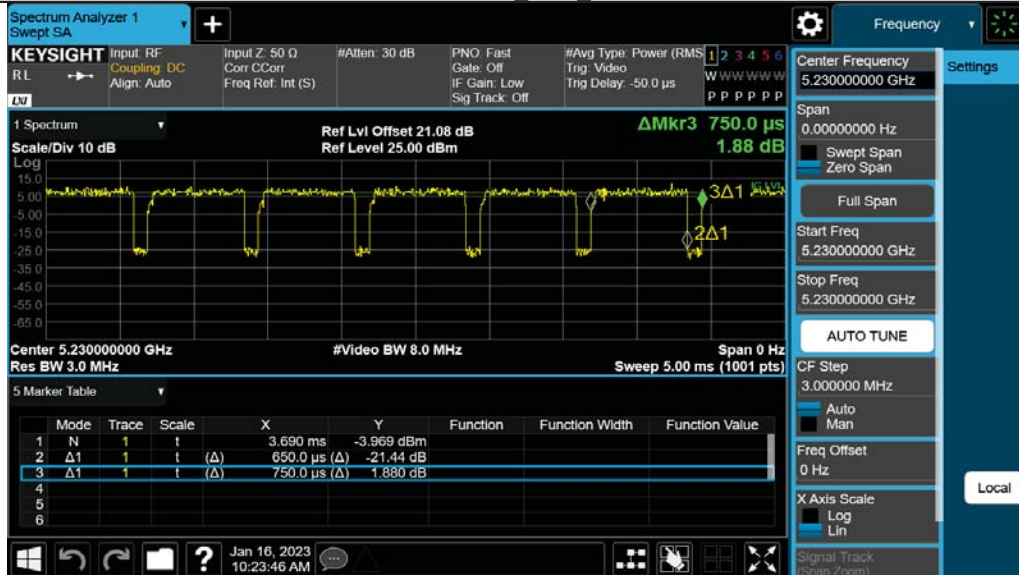 Spectrum Analyzer 1
Swept SA
+
Frequency
KEYSIGHT
RL
LXI
Input: RF
Coupling: DC
Align: Auto
Input Z: 50 Ω
Corr CCorr
Freq Ref: Int (S)
#Atten: 30 dB
PNO: Fast
Gate: Off
IF Gain: Low
Sig Track: Off
#Avg Type: Power (RMS
Trig: Video
Trig Delay: -50.0 µs
1 2 3 4 5 6
W W W W W W
P P P P P P
1 Spectrum
Scale/Div 10 dB
Ref Lvl Offset 21.08 dB
Ref Level 25.00 dBm
ΔMkr3 750.0 µs
1.88 dB
Log
15.0
5.00
-5.00
-15.0
-25.0
-35.0
-45.0
-55.0
-65.0
3Δ1
2Δ1
Center 5.230000000 GHz
Res BW 3.0 MHz
#Video BW 8.0 MHz
Span 0 Hz
Sweep 5.00 ms (1001 pts)
5 Marker Table
Mode Trace Scale X Y Function Function Width Function Value
1 N 1 t 3.690 ms -3.969 dBm
2 Δ1 1 t (Δ) 650.0 µs (Δ) -21.44 dB
3 Δ1 1 t (Δ) 750.0 µs (Δ) 1.880 dB
4
5
6
?
Jan 16, 2023
10:23:46 AM
Center Frequency
5.230000000 GHz
Span
0.00000000 Hz
Swept Span
Zero Span
Full Span
Start Freq
5.230000000 GHz
Stop Freq
5.230000000 GHz
AUTO TUNE
CF Step
3.000000 MHz
Auto
Man
Freq Offset
0 Hz
X Axis Scale
Log
Lin
Signal Track
(Span Zoom)
Settings
Local